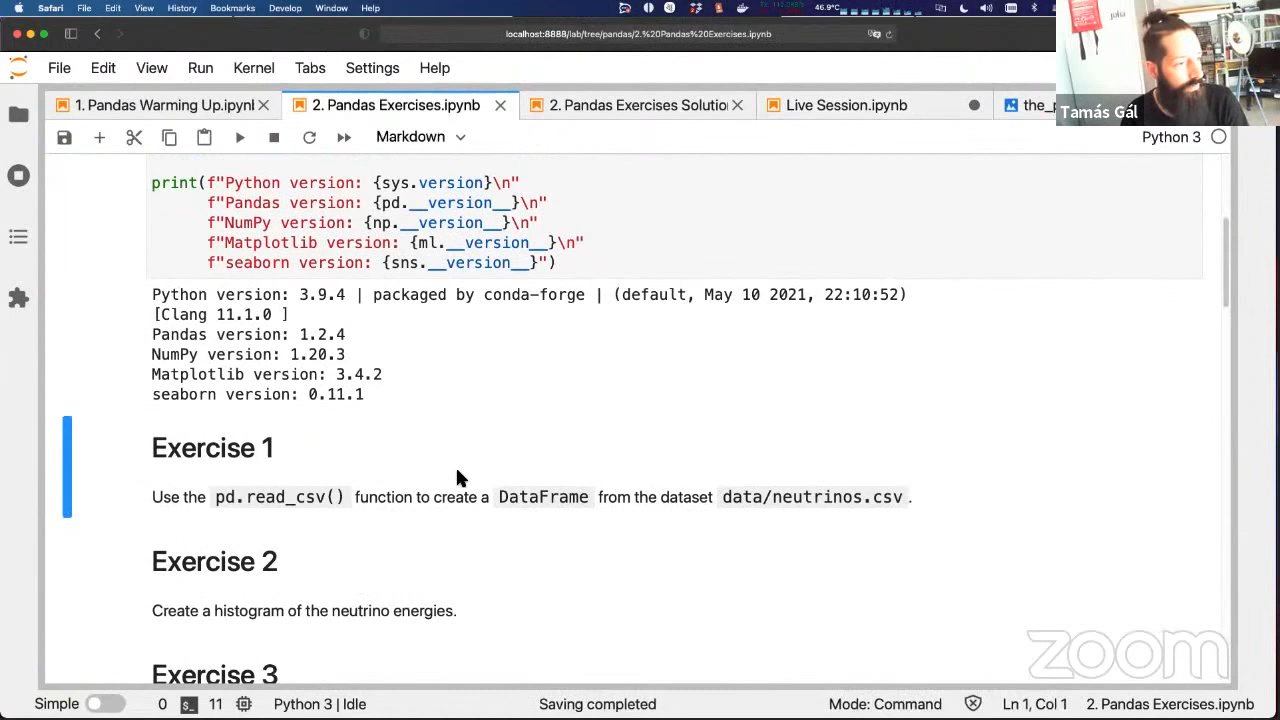 Safari File Edit View History Bookmarks Develop Window Help 46.9°C
localhost:8888/lab/tree/pandas/2.%20Pandas%20Exercises.ipynb
File Edit View Run Kernel Tabs Settings Help
1. Pandas Warming Up.ipynl 2. Pandas Exercises.ipynb 2. Pandas Exercises Solutio Live Session.ipynb the_p
Tamás Gál
Markdown Python 3
print(f"Python version: {sys.version}\n"
f"Pandas version: {pd.__version__}\n"
f"NumPy version: {np.__version__}\n"
f"Matplotlib version: {ml.__version__}\n"
f"seaborn version: {sns.__version__}")
Python version: 3.9.4 | packaged by conda-forge | (default, May 10 2021, 22:10:52)
[Clang 11.1.0 ]
Pandas version: 1.2.4
NumPy version: 1.20.3
Matplotlib version: 3.4.2
seaborn version: 0.11.1
Exercise 1
Use the pd.read_csv() function to create a DataFrame from the dataset data/neutrinos.csv.
Exercise 2
Create a histogram of the neutrino energies.
Exercise 3
zoom
Simple 0 11 Python 3 | Idle Saving completed Mode: Command Ln 1, Col 1 2. Pandas Exercises.ipynb